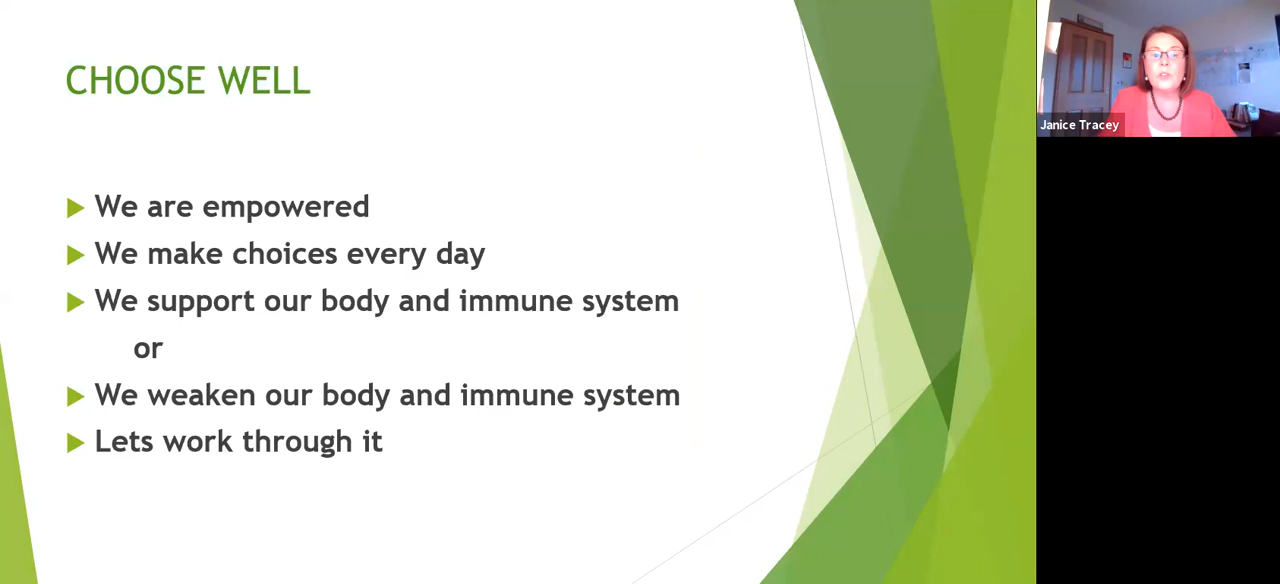 CHOOSE WELL
We are empowered
We make choices every day
We support our body and immune system
or
We weaken our body and immune system
Lets work through it
Janice Tracey